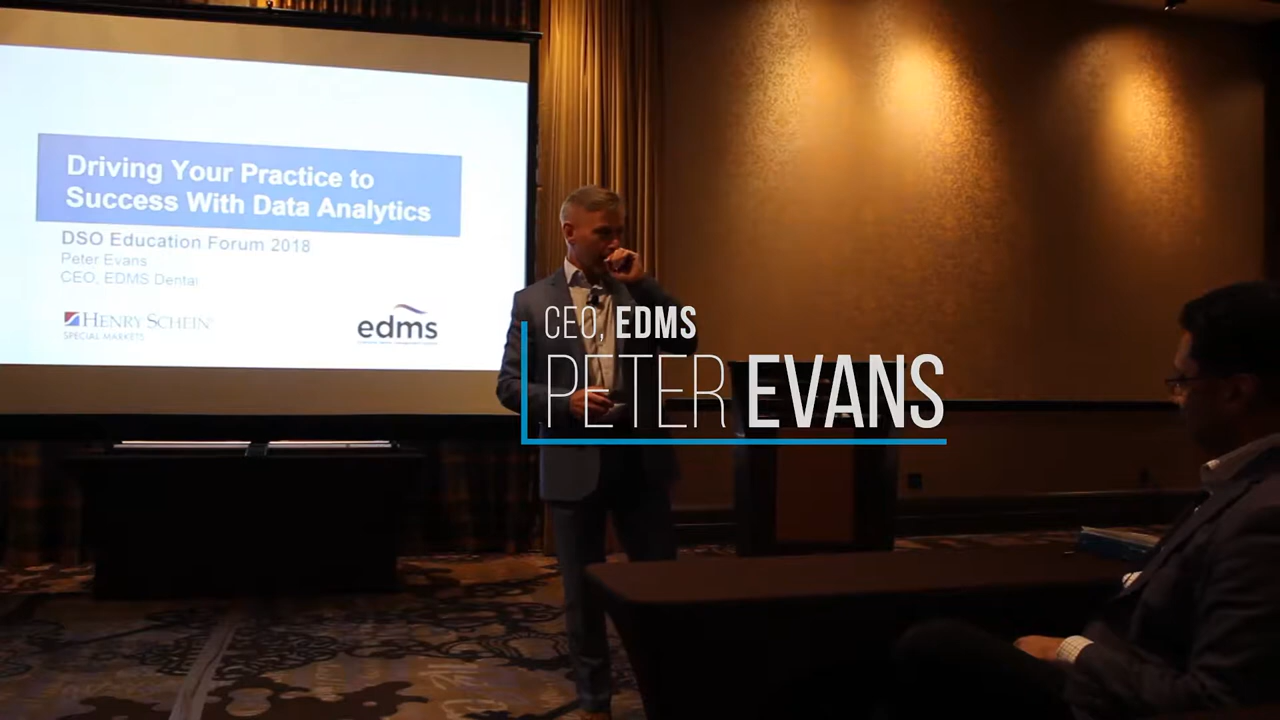 Driving Your Practice to
Success With Data Analytics
DSO Education Forum 2018
Peter Evans
CEO, EDMS Dental
HENRY SCHEIN®
SPECIAL MARKETS
edms
CEO, EDMS
PETER EVANS